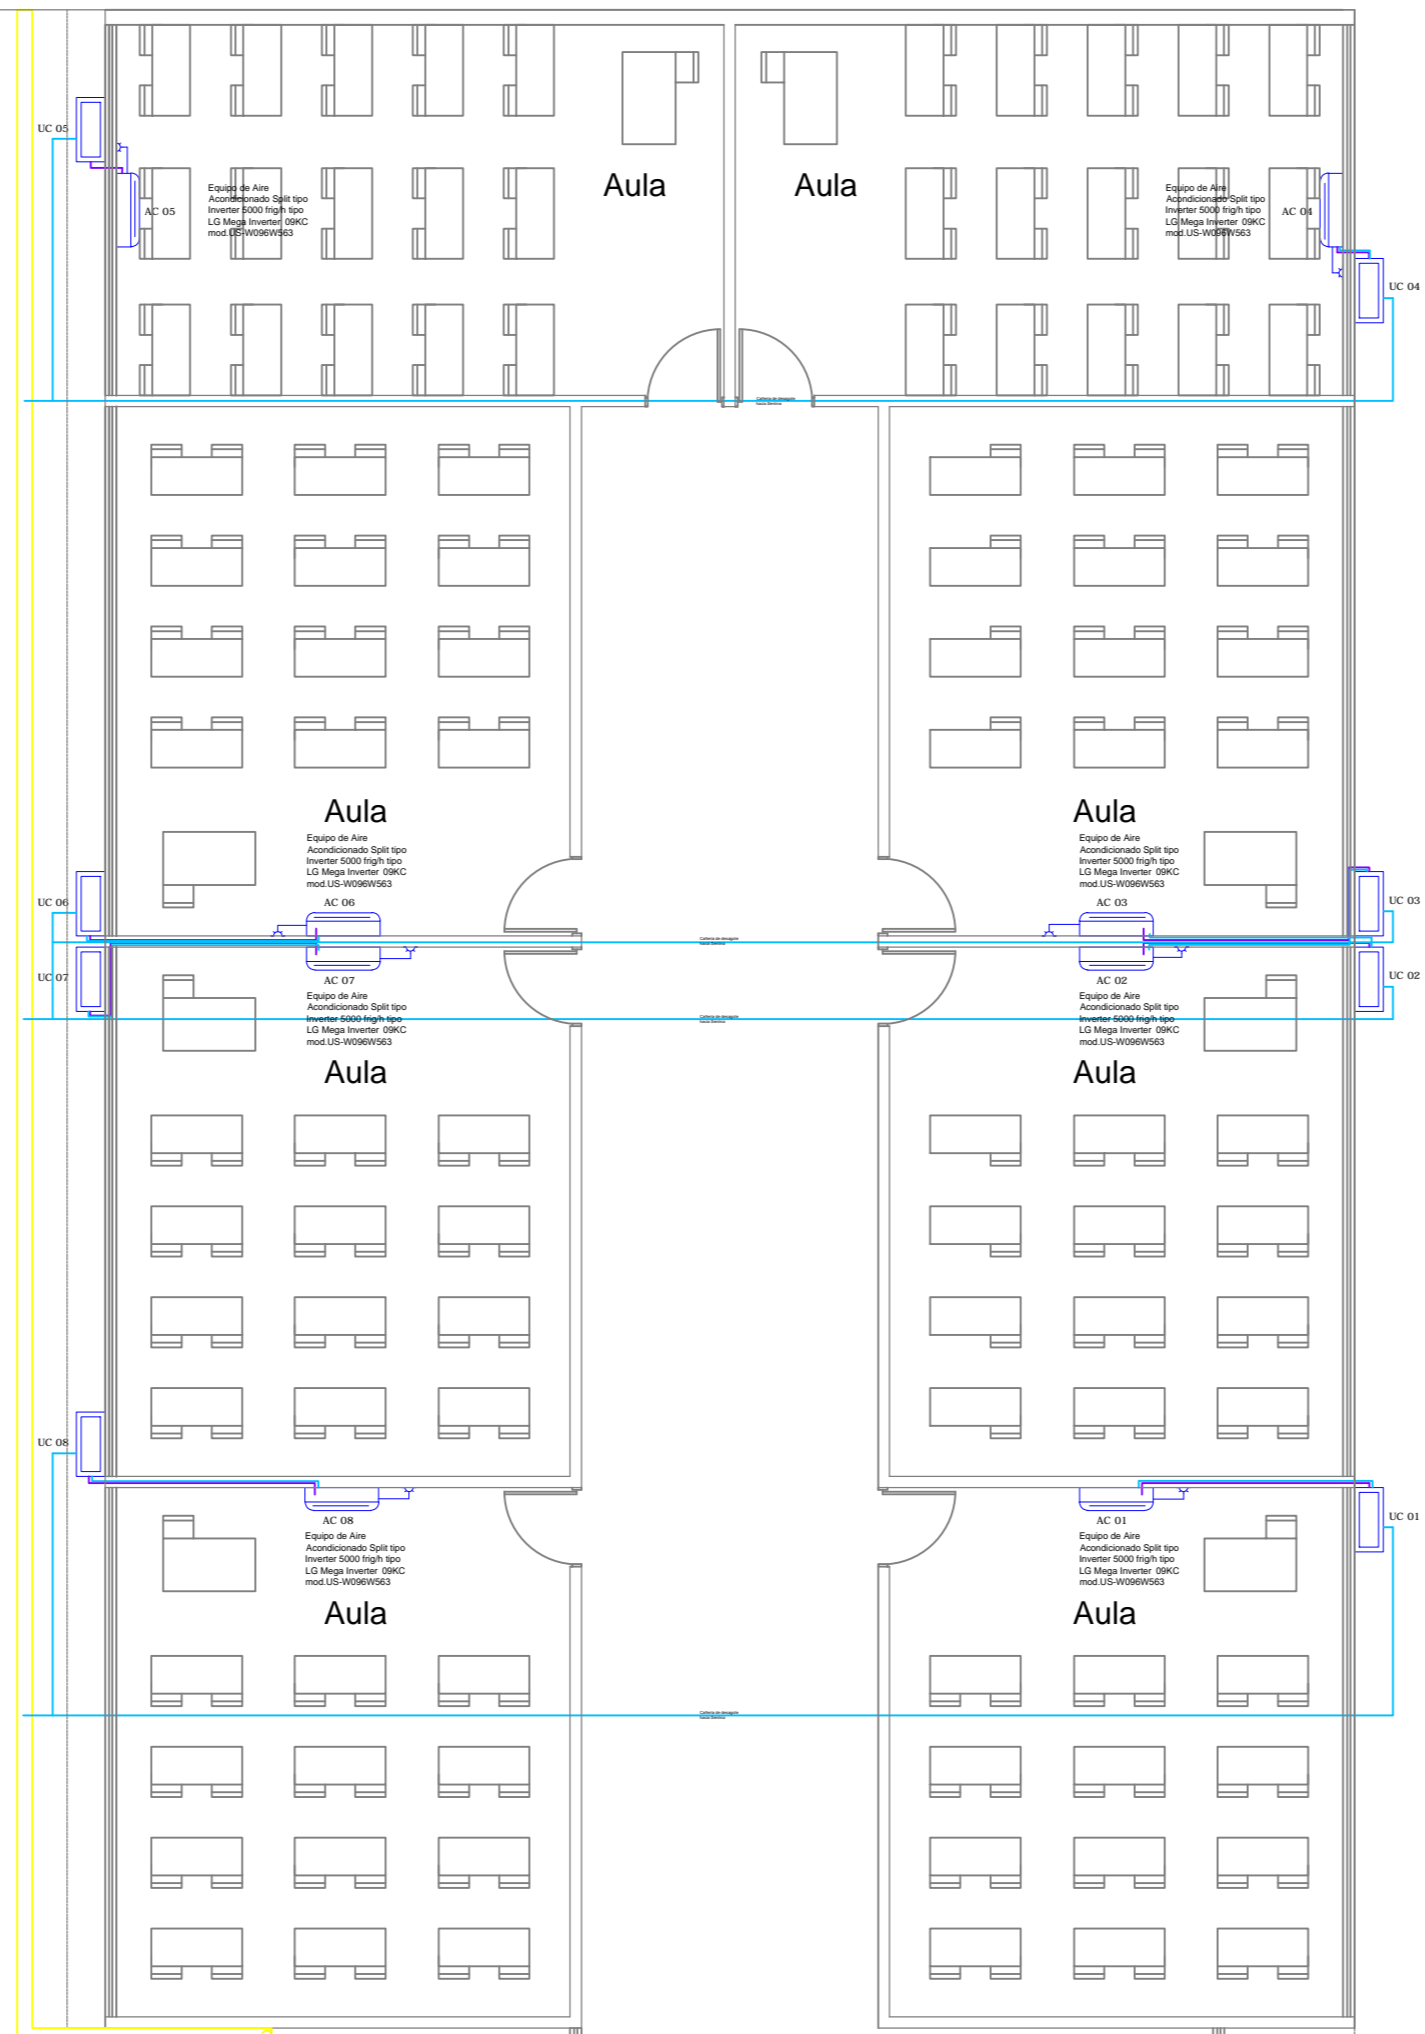 UC 05
Aula
Aula
AC 05
Equipo de Aire
Acondicionado Split tipo
Inverter 5000 frig/h tipo
LG Mega Inverter 09KC
mod.US-W096W563
Equipo de Aire
Acondicionado Split tipo
Inverter 5000 frig/h tipo
LG Mega Inverter 09KC
mod.US-W096W563
AC 04
UC 04
Aula
Equipo de Aire
Acondicionado Split tipo
Inverter 5000 frig/h tipo
LG Mega Inverter 09KC
mod.US-W096W563
AC 06
UC 06
Aula
Equipo de Aire
Acondicionado Split tipo
Inverter 5000 frig/h tipo
LG Mega Inverter 09KC
mod.US-W096W563
AC 03
UC 03
UC 07
AC 07
Equipo de Aire
Acondicionado Split tipo
Inverter 5000 frig/h tipo
LG Mega Inverter 09KC
mod.US-W096W563
Aula
AC 02
Equipo de Aire
Acondicionado Split tipo
Inverter 5000 frig/h tipo
LG Mega Inverter 09KC
mod.US-W096W563
Aula
UC 02
UC 08
AC 08
Equipo de Aire
Acondicionado Split tipo
Inverter 5000 frig/h tipo
LG Mega Inverter 09KC
mod.US-W096W563
Aula
AC 01
Equipo de Aire
Acondicionado Split tipo
Inverter 5000 frig/h tipo
LG Mega Inverter 09KC
mod.US-W096W563
Aula
UC 01